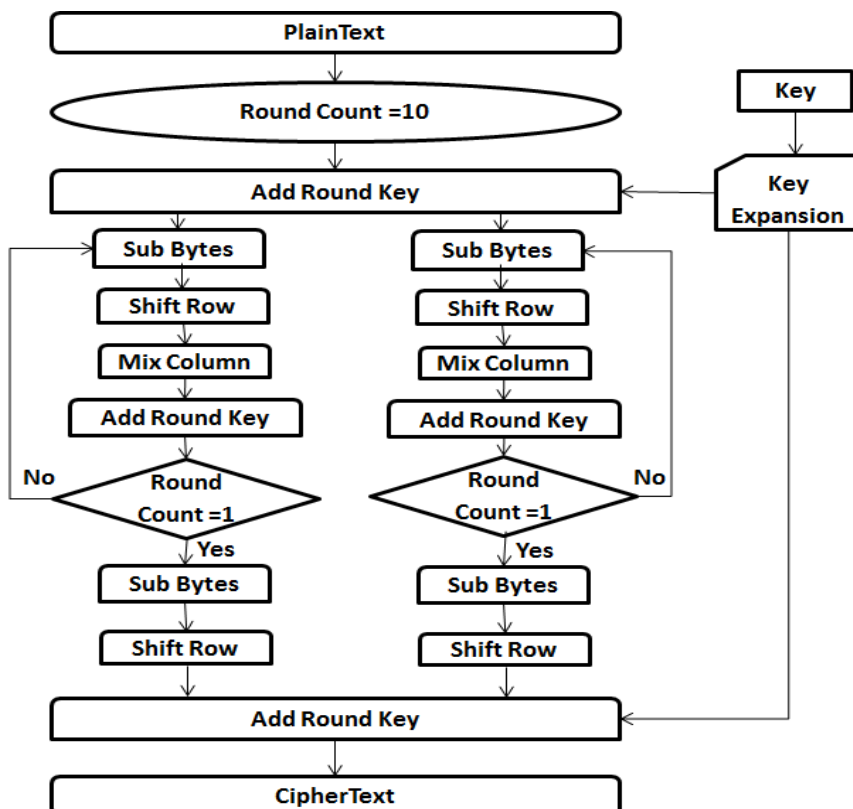 PlainText
Round Count =10
Key
Add Round Key
Key
Expansion
Sub Bytes
Sub Bytes
Shift Row
Shift Row
Mix Column
Mix Column
Add Round Key
Add Round Key
No
Round
Count =1
Round
Count =1
No
Yes
Yes
Sub Bytes
Sub Bytes
Shift Row
Shift Row
Add Round Key
CipherText